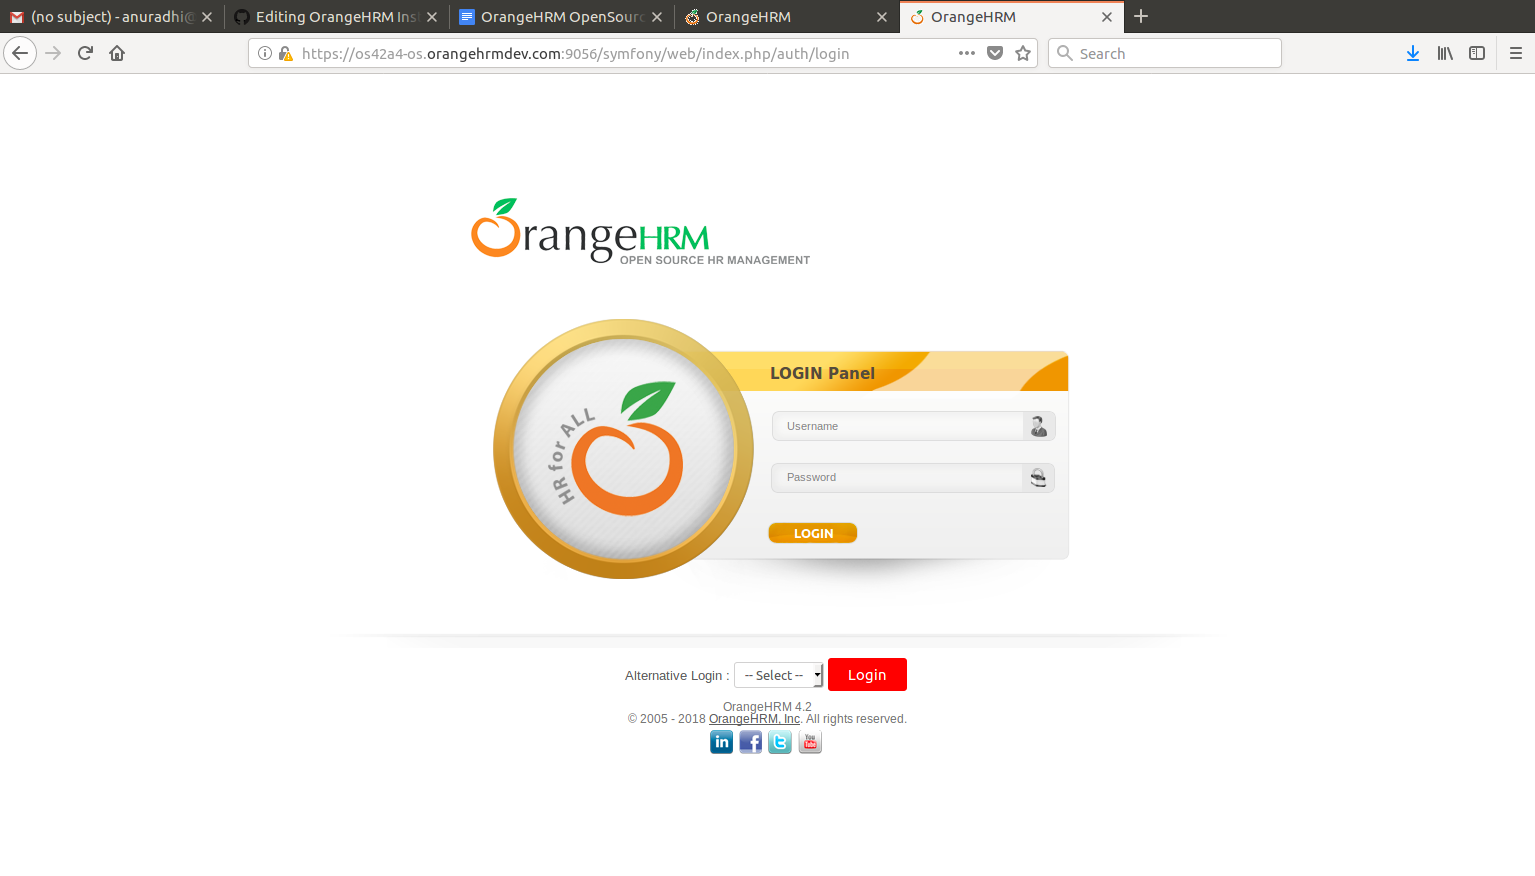 (no subject) - anuradhi@
Editing OrangeHRM Inst
OrangeHRM OpenSourc
OrangeHRM
OrangeHRM
https://os42a4-os.orangehrmdev.com:9056/symfony/web/index.php/auth/login
Search
OrangeHRM
OPEN SOURCE HR MANAGEMENT
HR for ALL
LOGIN Panel
Username
Password
LOGIN
Alternative Login : -- Select -- Login
OrangeHRM 4.2
© 2005 - 2018 OrangeHRM, Inc. All rights reserved.
in f t You Tube